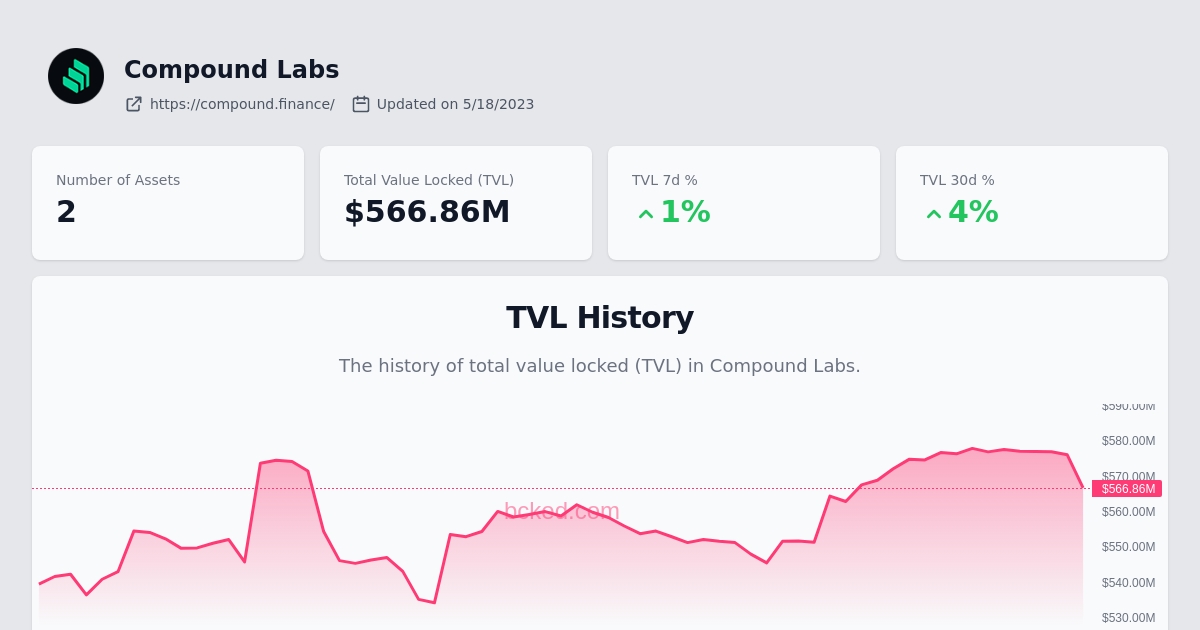 Compound Labs
https://compound.finance/ Updated on 5/18/2023
Number of Assets
2
Total Value Locked (TVL)
$566.86M
TVL 7d %
1%
TVL 30d %
4%
TVL History
The history of total value locked (TVL) in Compound Labs.
$590.00M
$580.00M
$570.00M
$566.86M
bcked.com
$560.00M
$550.00M
$540.00M
$530.00M